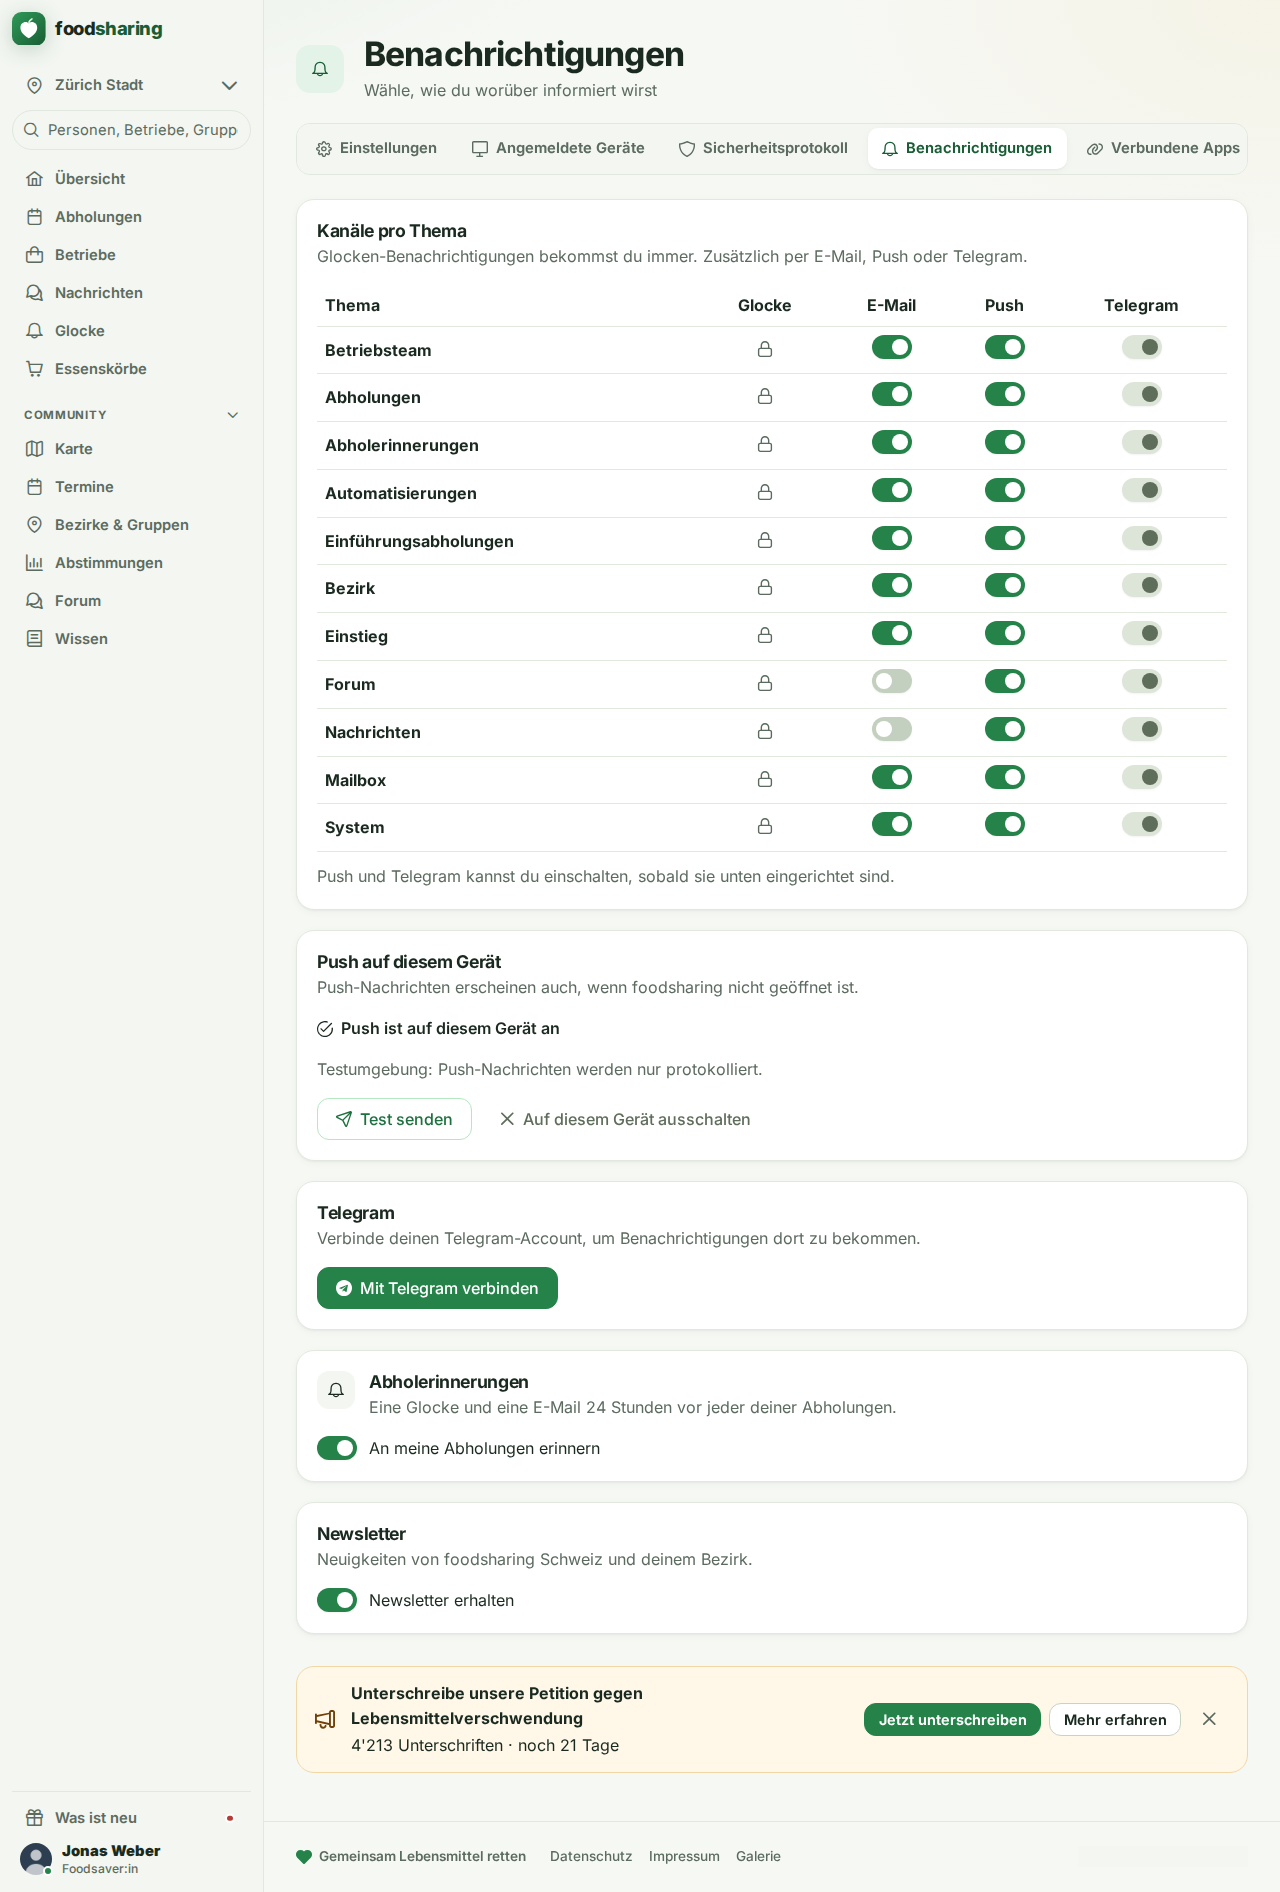 foodsharing
Zürich Stadt
Personen, Betriebe, Grupp
Übersicht
Abholungen
Betriebe
Nachrichten
Glocke
Essenskörbe
COMMUNITY
Karte
Termine
Bezirke & Gruppen
Abstimmungen
Forum
Wissen
Was ist neu
Jonas Weber
Foodsaver:in
Benachrichtigungen
Wähle, wie du worüber informiert wirst
Einstellungen Angemeldete Geräte Sicherheitsprotokoll Benachrichtigungen Verbundene Apps
Kanäle pro Thema
Glocken-Benachrichtigungen bekommst du immer. Zusätzlich per E-Mail, Push oder Telegram.
Thema Glocke E-Mail Push Telegram
Betriebsteam
Abholungen
Abholerinnerungen
Automatisierungen
Einführungsabholungen
Bezirk
Einstieg
Forum
Nachrichten
Mailbox
System
Push und Telegram kannst du einschalten, sobald sie unten eingerichtet sind.
Push auf diesem Gerät
Push-Nachrichten erscheinen auch, wenn foodsharing nicht geöffnet ist.
Push ist auf diesem Gerät an
Testumgebung: Push-Nachrichten werden nur protokolliert.
Test senden Auf diesem Gerät ausschalten
Telegram
Verbinde deinen Telegram-Account, um Benachrichtigungen dort zu bekommen.
Mit Telegram verbinden
Abholerinnerungen
Eine Glocke und eine E-Mail 24 Stunden vor jeder deiner Abholungen.
An meine Abholungen erinnern
Newsletter
Neuigkeiten von foodsharing Schweiz und deinem Bezirk.
Newsletter erhalten
Unterschreibe unsere Petition gegen
Lebensmittelverschwendung
4'213 Unterschriften · noch 21 Tage
Jetzt unterschreiben Mehr erfahren
Gemeinsam Lebensmittel retten Datenschutz Impressum Galerie